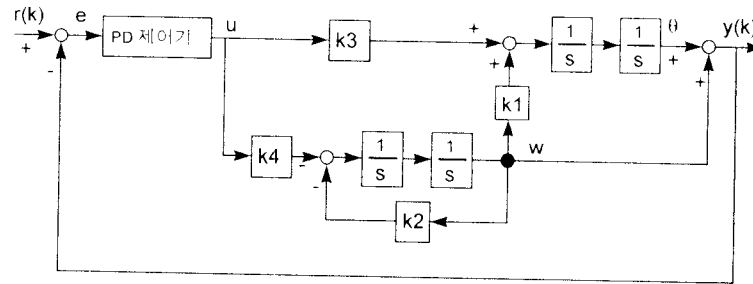 r(k)
e
PD 제어기
u
k3
1
s
1
s
θ
y(k)
+
-
+
+
+
+
k1
k4
-
-
1
s
1
s
w
k2